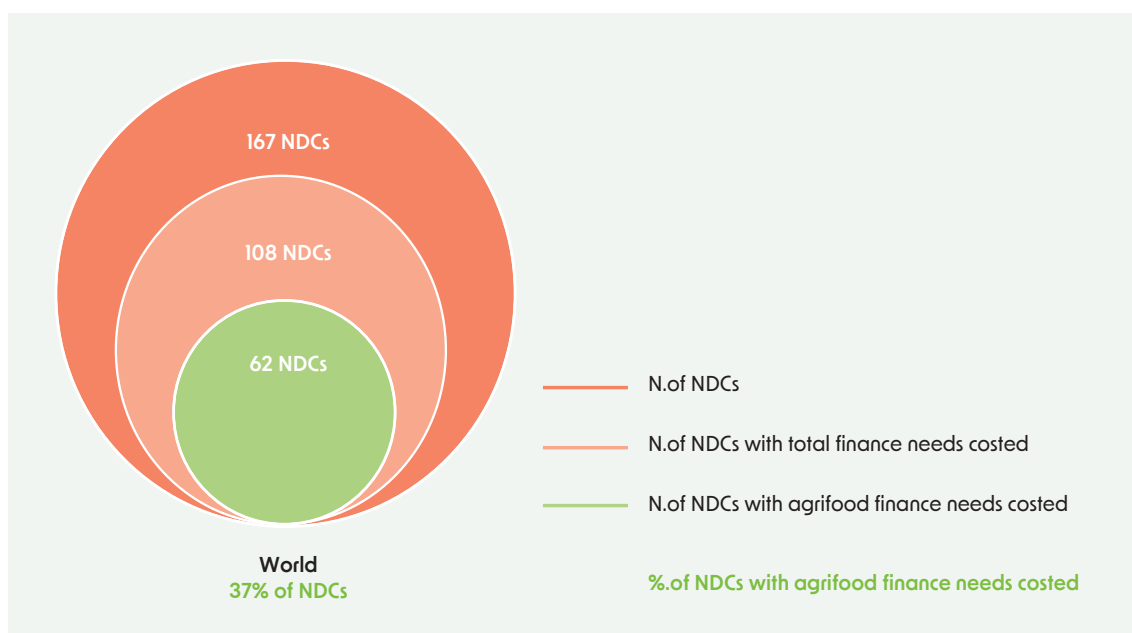 167 NDCs
108 NDCs
62 NDCs
N.of NDCs
N.of NDCs with total finance needs costed
N.of NDCs with agrifood finance needs costed
World
37% of NDCs
%.of NDCs with agrifood finance needs costed